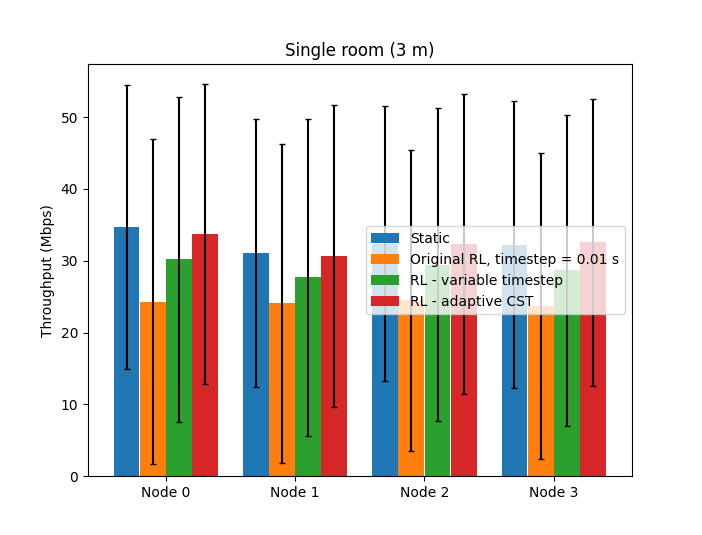 Single room (3 m)
Throughput (Mbps)
50
40
30
20
10
0
Static
Original RL, timestep = 0.01 s
RL - variable timestep
RL - adaptive CST
Node 0
Node 1
Node 2
Node 3